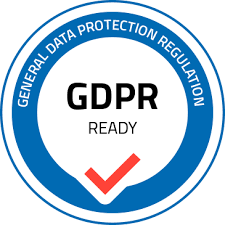 GENERAL DATA PROTECTION REGULATION
GDPR
READY